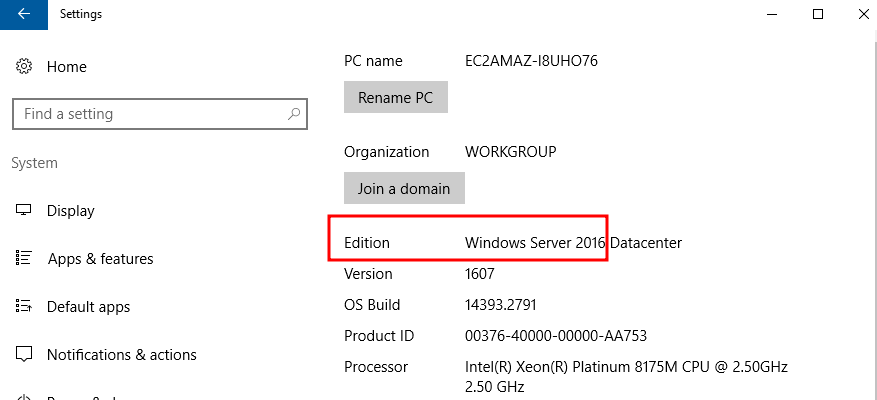 Settings
Home
Find a setting
System
Display
Apps & features
Default apps
Notifications & actions
PC name EC2AMAZ-I8UHO76
Rename PC
Organization WORKGROUP
Join a domain
Edition Windows Server 2016 Datacenter
Version 1607
OS Build 14393.2791
Product ID 00376-40000-00000-AA753
Processor Intel(R) Xeon(R) Platinum 8175M CPU @ 2.50GHz
2.50 GHz